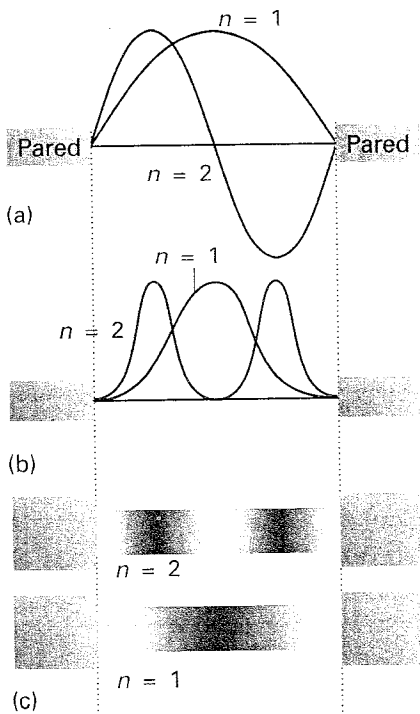 n = 1
Pared
Pared
n = 2
(a)
n = 1
n = 2
(b)
n = 2
n = 1
(c)